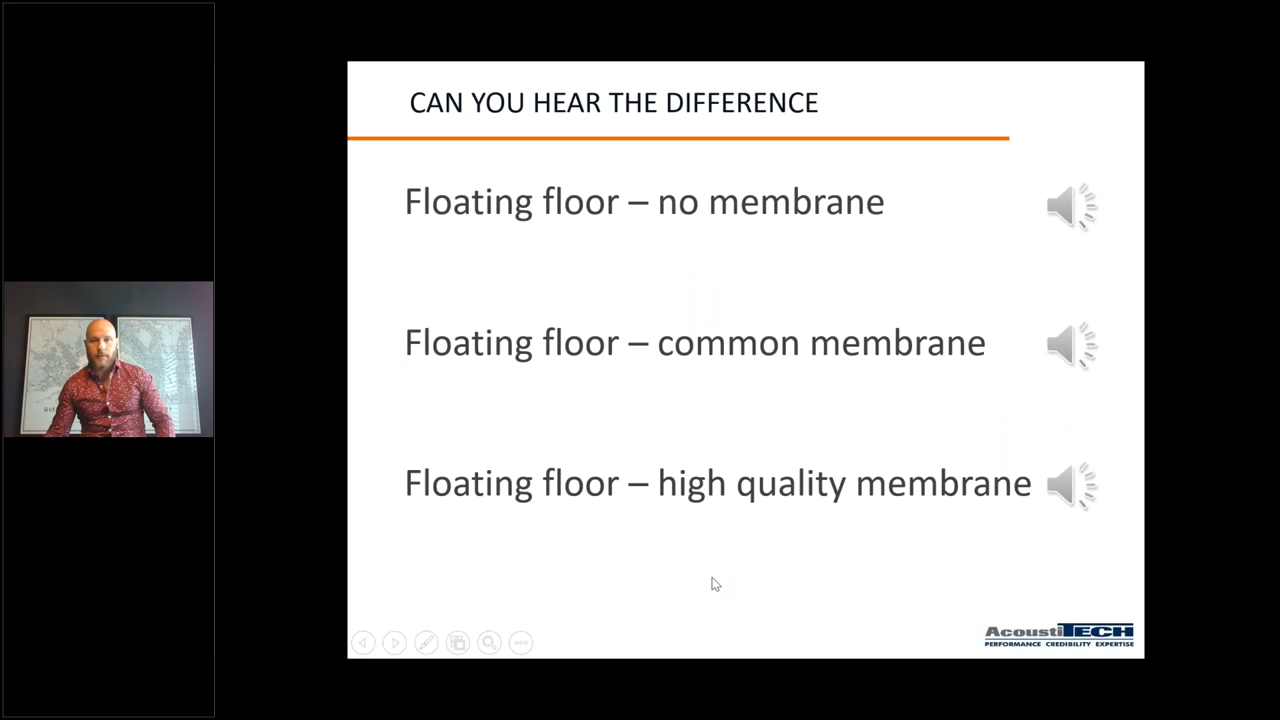 CAN YOU HEAR THE DIFFERENCE
Floating floor – no membrane
Floating floor – common membrane
Floating floor – high quality membrane
AcoustiTECH
PERFORMANCE CREDIBILITY EXPERTISE